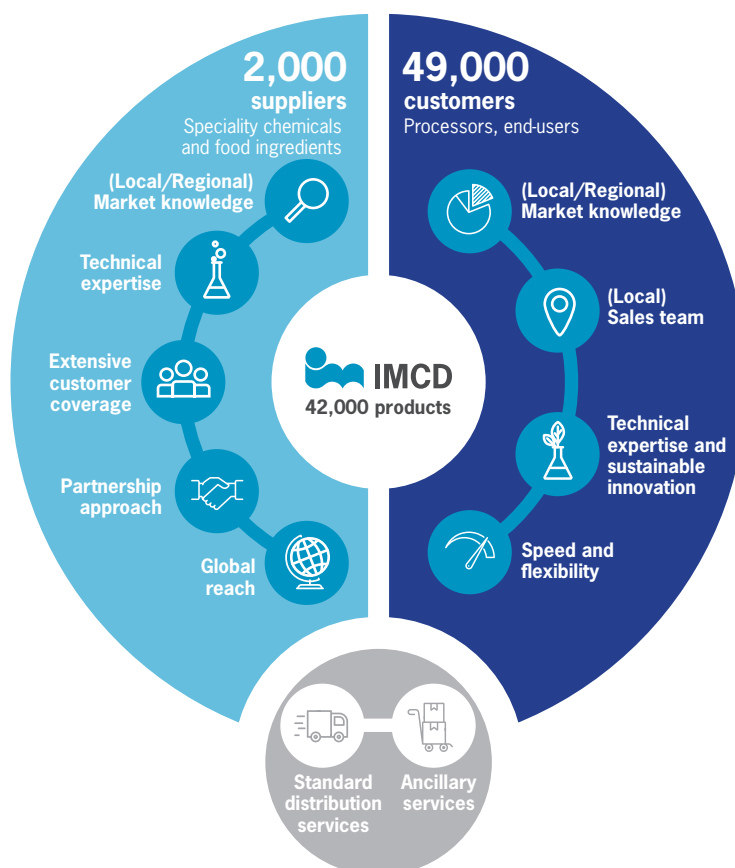 2,000
suppliers
Speciality chemicals
and food ingredients
(Local/Regional)
Market knowledge
Technical
expertise
Extensive
customer
coverage
Partnership
approach
Global
reach
49,000
customers
Processors, end-users
(Local/Regional)
Market knowledge
(Local)
Sales team
Technical
expertise and
sustainable
innovation
Speed and
flexibility
IMCD
42,000 products
Standard
distribution
services
Ancillary
services